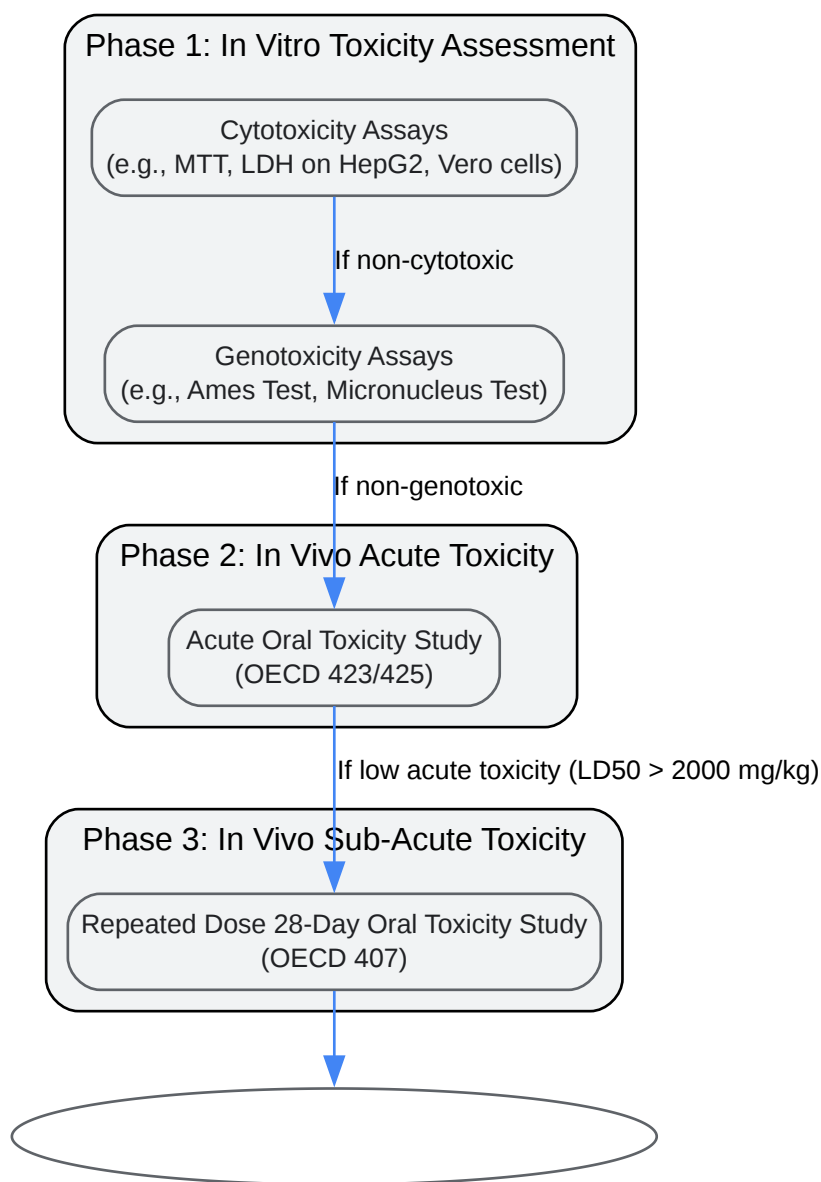 Phase 1: In Vitro Toxicity Assessment
Cytotoxicity Assays
(e.g., MTT, LDH on HepG2, Vero cells)
If non-cytotoxic
Genotoxicity Assays
(e.g., Ames Test, Micronucleus Test)
If non-genotoxic
Phase 2: In Vivo Acute Toxicity
Acute Oral Toxicity Study
(OECD 423/425)
If low acute toxicity (LD50 > 2000 mg/kg)
Phase 3: In Vivo Sub-Acute Toxicity
Repeated Dose 28-Day Oral Toxicity Study
(OECD 407)